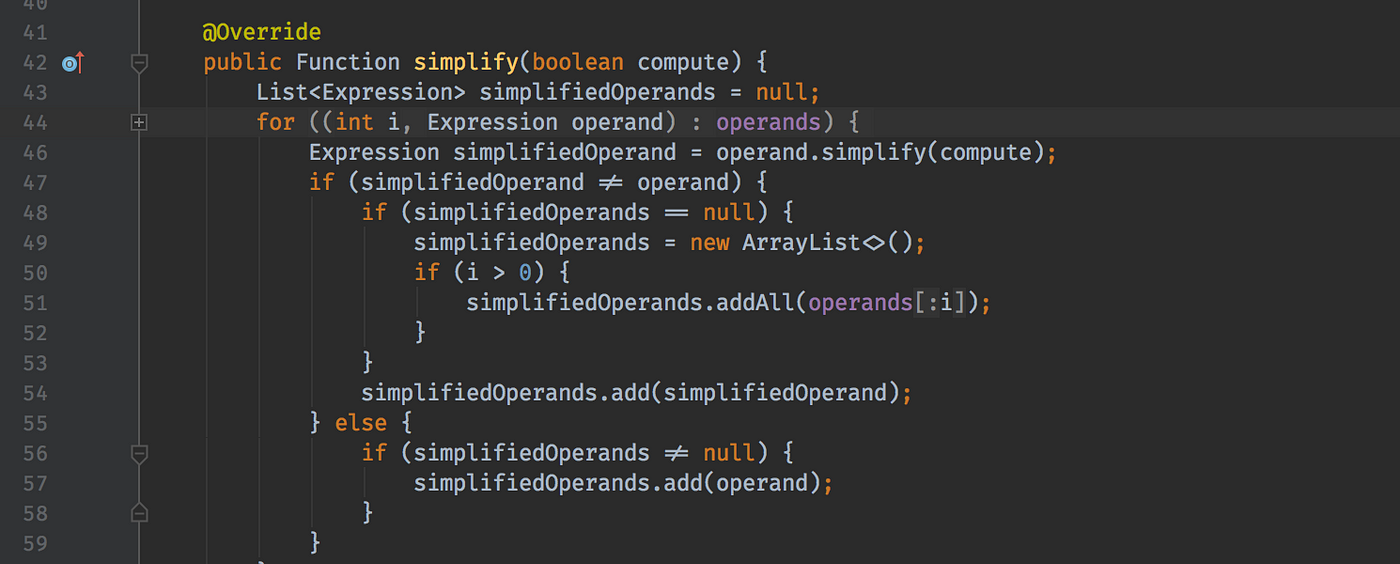 40
41 @Override
42 public Function simplify(boolean compute) {
43 List<Expression> simplifiedOperands = null;
44 for ((int i, Expression operand) : operands) {
46 Expression simplifiedOperand = operand.simplify(compute);
47 if (simplifiedOperand ≠ operand) {
48 if (simplifiedOperands == null) {
49 simplifiedOperands = new ArrayList<>();
50 if (i > 0) {
51 simplifiedOperands.addAll(operands[:i]);
52 }
53 }
54 simplifiedOperands.add(simplifiedOperand);
55 } else {
56 if (simplifiedOperands ≠ null) {
57 simplifiedOperands.add(operand);
58 }
59 }